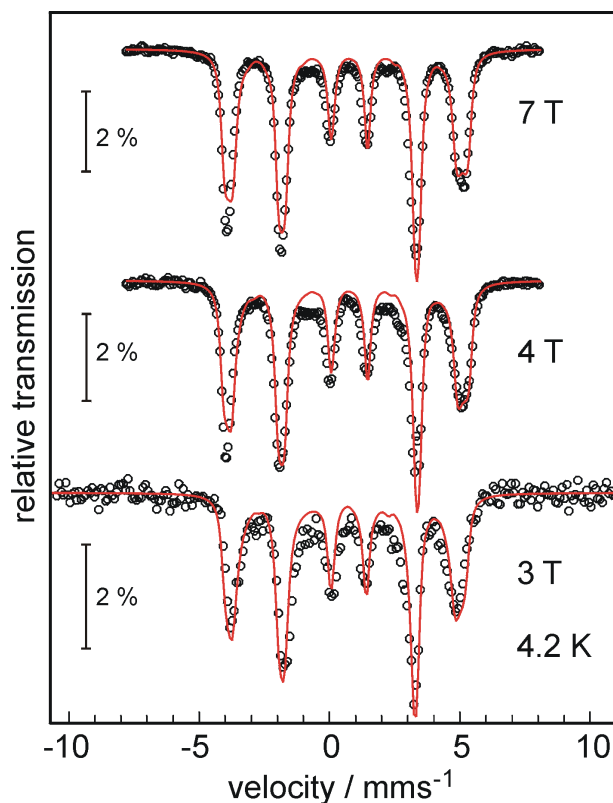 7 T
2 %
4 T
2 %
3 T
2 %
4.2 K
relative transmission
-10 -5 0 5 10
velocity / mms⁻¹